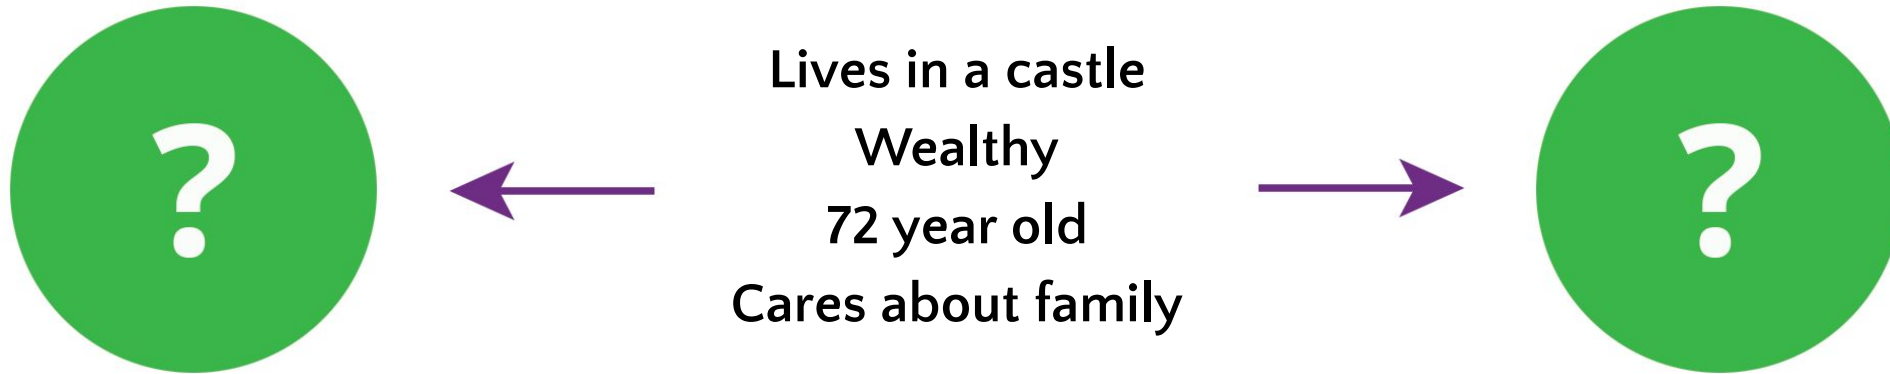 ?
Lives in a castle
Wealthy
72 year old
Cares about family
?